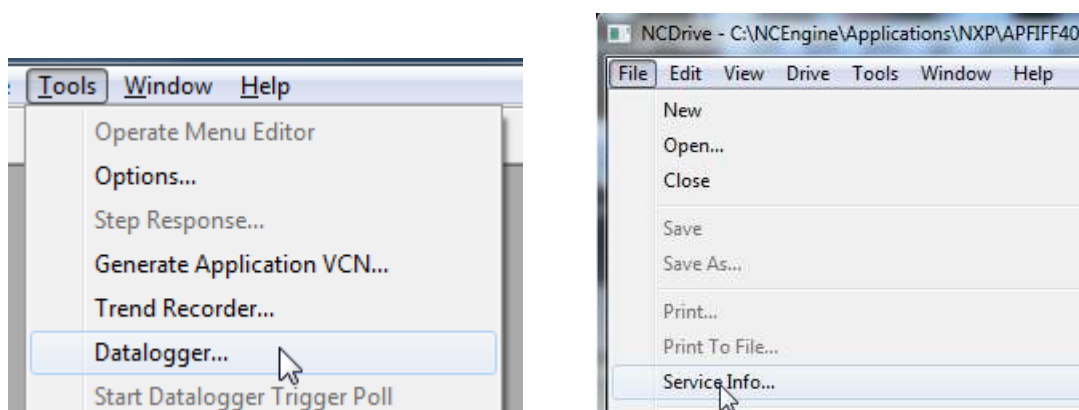 Tools Window Help
Operate Menu Editor
Options...
Step Response...
Generate Application VCN...
Trend Recorder...
Datalogger...
Start Datalogger Trigger Poll
NCDrive - C:\NCEngine\Applications\NXP\APFIFF40
File Edit View Drive Tools Window Help
New
Open...
Close
Save
Save As...
Print...
Print To File...
Service Info...